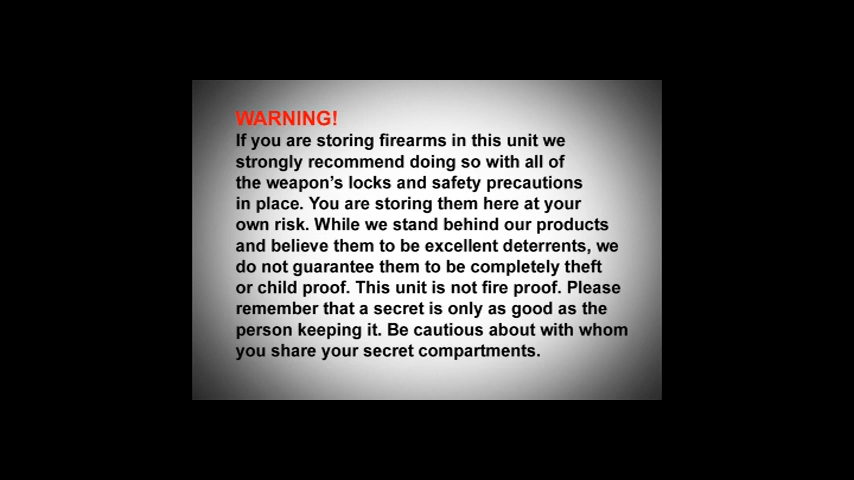 WARNING!
If you are storing firearms in this unit we
strongly recommend doing so with all of
the weapon's locks and safety precautions
in place. You are storing them here at your
own risk. While we stand behind our products
and believe them to be excellent deterrents, we
do not guarantee them to be completely theft
or child proof. This unit is not fire proof. Please
remember that a secret is only as good as the
person keeping it. Be cautious about with whom
you share your secret compartments.